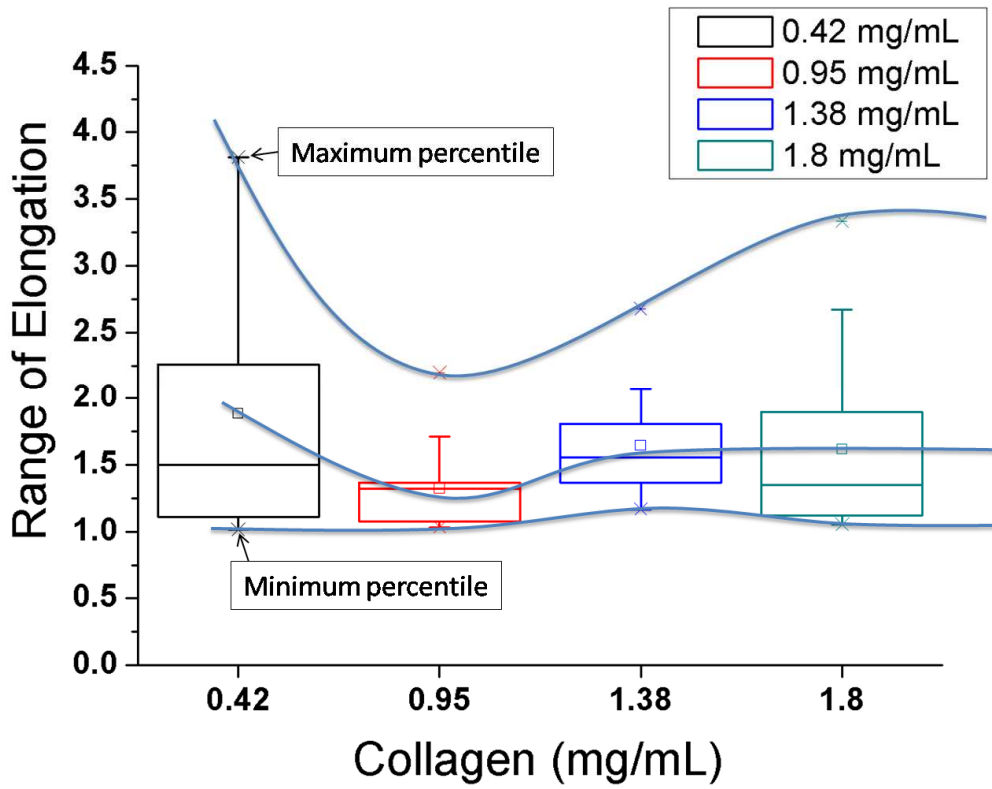 0.42 mg/mL
0.95 mg/mL
1.38 mg/mL
1.8 mg/mL
Range of Elongation
4.5
4.0
3.5
3.0
2.5
2.0
1.5
1.0
0.5
0.0
Maximum percentile
Minimum percentile
0.42 0.95 1.38 1.8
Collagen (mg/mL)